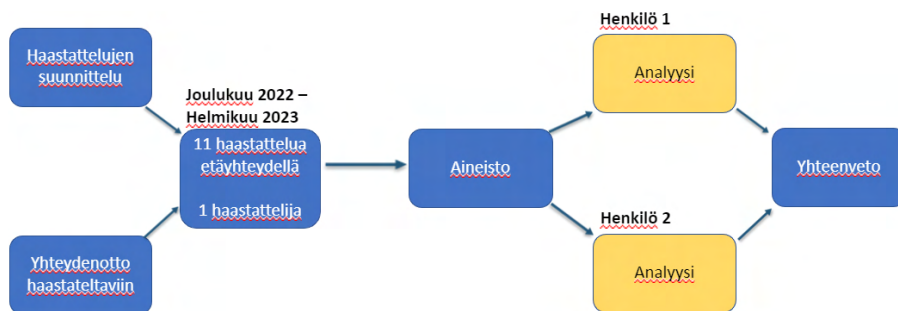 Haastattelujen
suunnittelu
Yhteydenotto
haastateltaviin
Joulukuu 2022 –
Helmikuu 2023
11 haastattelua
etäyhteydellä
1 haastattelija
Aineisto
Henkilö 1
Analyysi
Henkilö 2
Analyysi
Yhteenveto